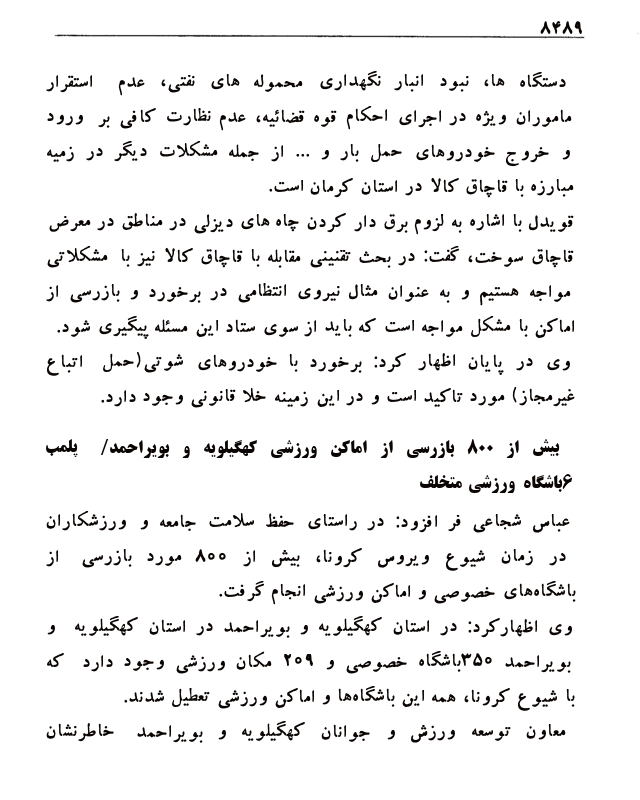 ۸۴۸۹
دستگاه ها، نبود انبار نگهداری محموله های نفتی، عدم استقرار
ماموران ویژه در اجرای احکام قوه قضائیه، عدم نظارت کافی بر ورود
و خروج خودروهای حمل بار و ... از جمله مشکلات دیگر در زمیه
مبارزه با قاچاق کالا در استان کرمان است.
قویدل با اشاره به لزوم برق دار کردن چاه های دیزلی در مناطق در معرض
قاچاق سوخت، گفت: در بحث تقنینی مقابله با قاچاق کالا نیز با مشکلاتی
مواجه هستیم و به عنوان مثال نیروی انتظامی در برخورد و بازرسی از
اماکن با مشکل مواجه است که باید از سوی ستاد این مسئله پیگیری شود.
وی در پایان اظهار کرد: برخورد با خودروهای شوتی(حمل اتباع
غیرمجاز) مورد تاکید است و در این زمینه خلا قانونی وجود دارد.
بیش از ۸۰۰ بازرسی از اماکن ورزشی کهگیلویه و بویراحمد/ پلمب
۶باشگاه ورزشی متخلف
عباس شجاعی فر افزود: در راستای حفظ سلامت جامعه و ورزشکاران
در زمان شیوع ویروس کرونا، بیش از ۸۰۰ مورد بازرسی از
باشگاه‌های خصوصی و اماکن ورزشی انجام گرفت.
وی اظهارکرد: در استان کهگیلویه و بویراحمد در استان کهگیلویه و
بویراحمد ۳۵۰باشگاه خصوصی و ۲۰۹ مکان ورزشی وجود دارد که
با شیوع کرونا، همه این باشگاه‌ها و اماکن ورزشی تعطیل شدند.
معاون توسعه ورزش و جوانان کهگیلویه و بویراحمد خاطرنشان